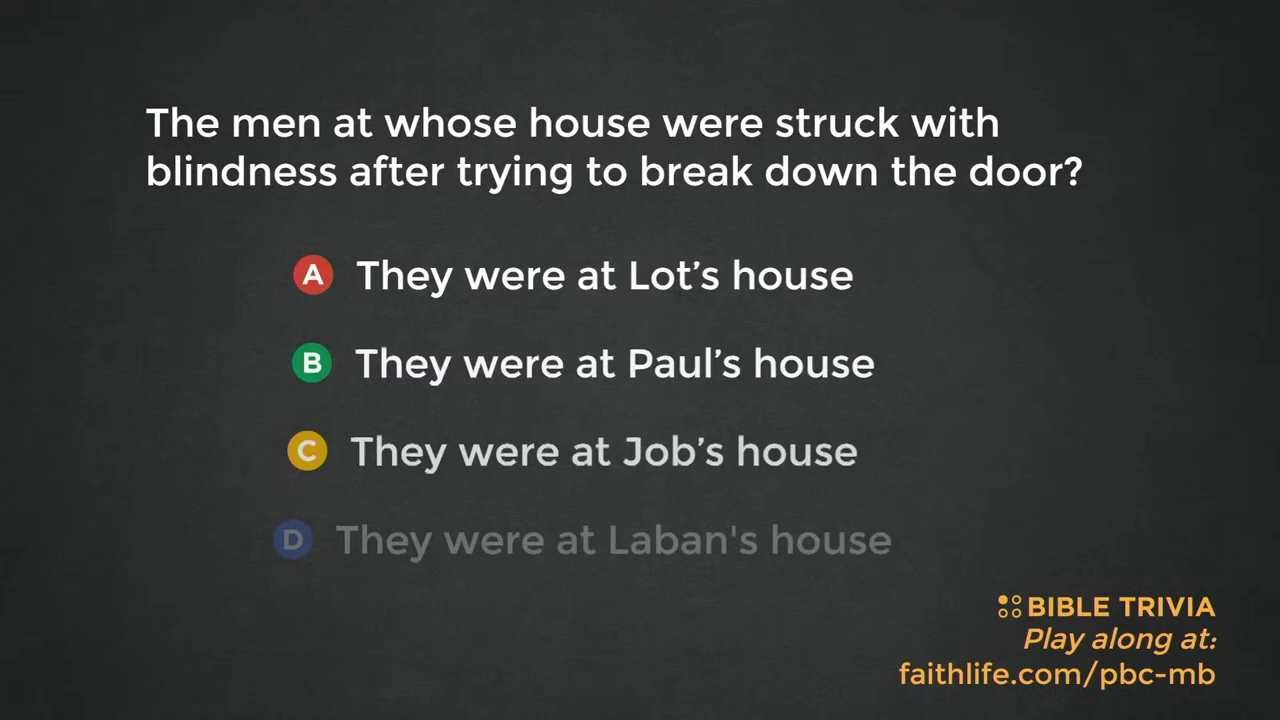 The men at whose house were struck with
blindness after trying to break down the door?
A They were at Lot’s house
B They were at Paul’s house
C They were at Job’s house
D They were at Laban's house
BIBLE TRIVIA
Play along at:
faithlife.com/pbc-mb